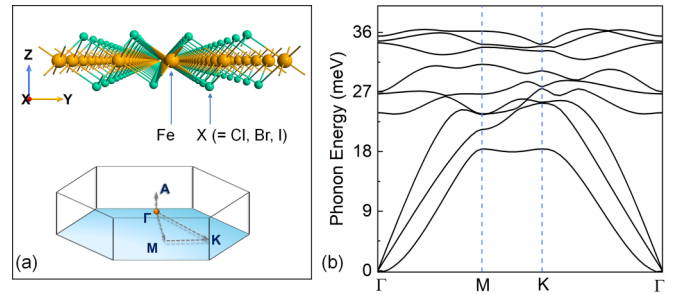 Z
X
Y
Fe
X (= Cl, Br, I)
A
Γ
M
K
(a)
Phonon Energy (meV)
36
27
18
9
0
Γ
M
K
Γ
(b)